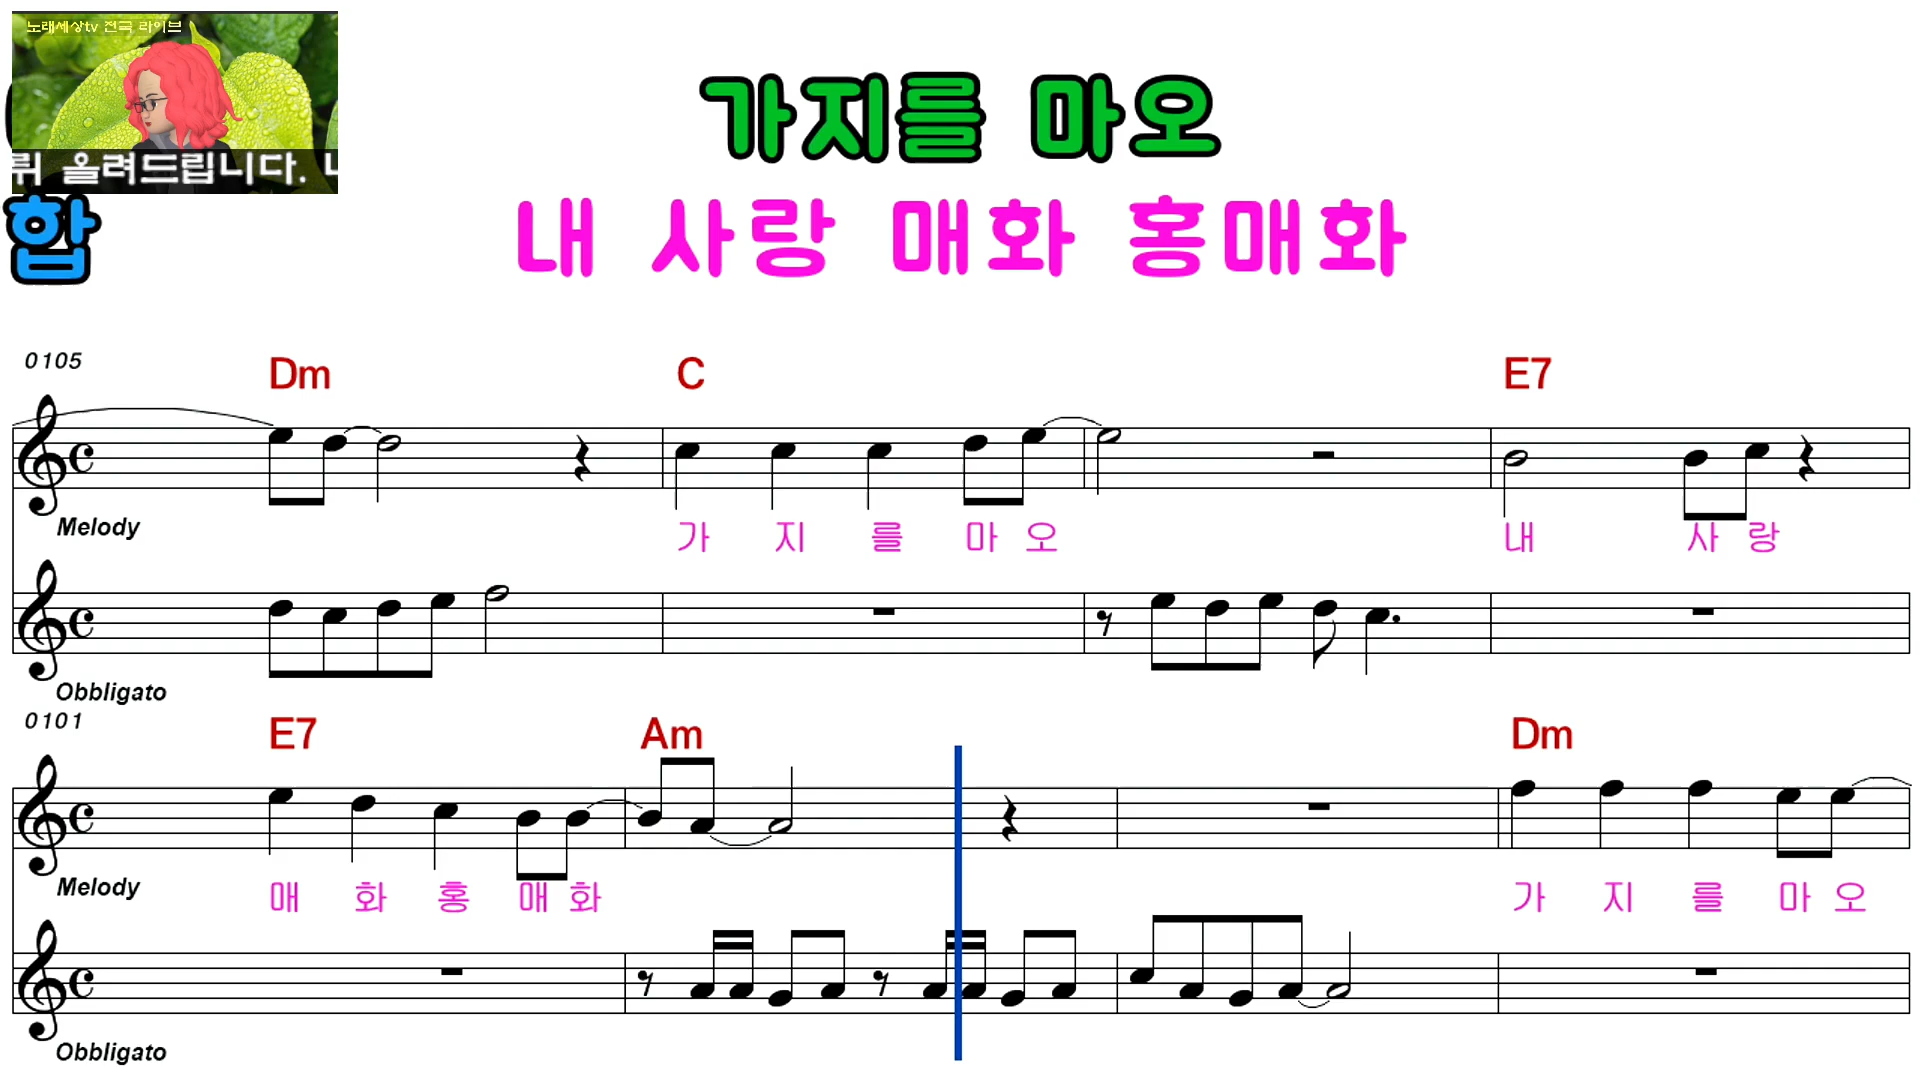 노래세상tv 전국 라이브
뤄 올려드립니다. 나
가지를 마오
합
내 사랑 매화 홍매화
0105
Dm C E7
Melody
가 지 를 마 오 내 사 랑
Obbligato
0101
E7 Am Dm
Melody
매 화 홍 매 화 가 지 를 마 오
Obbligato